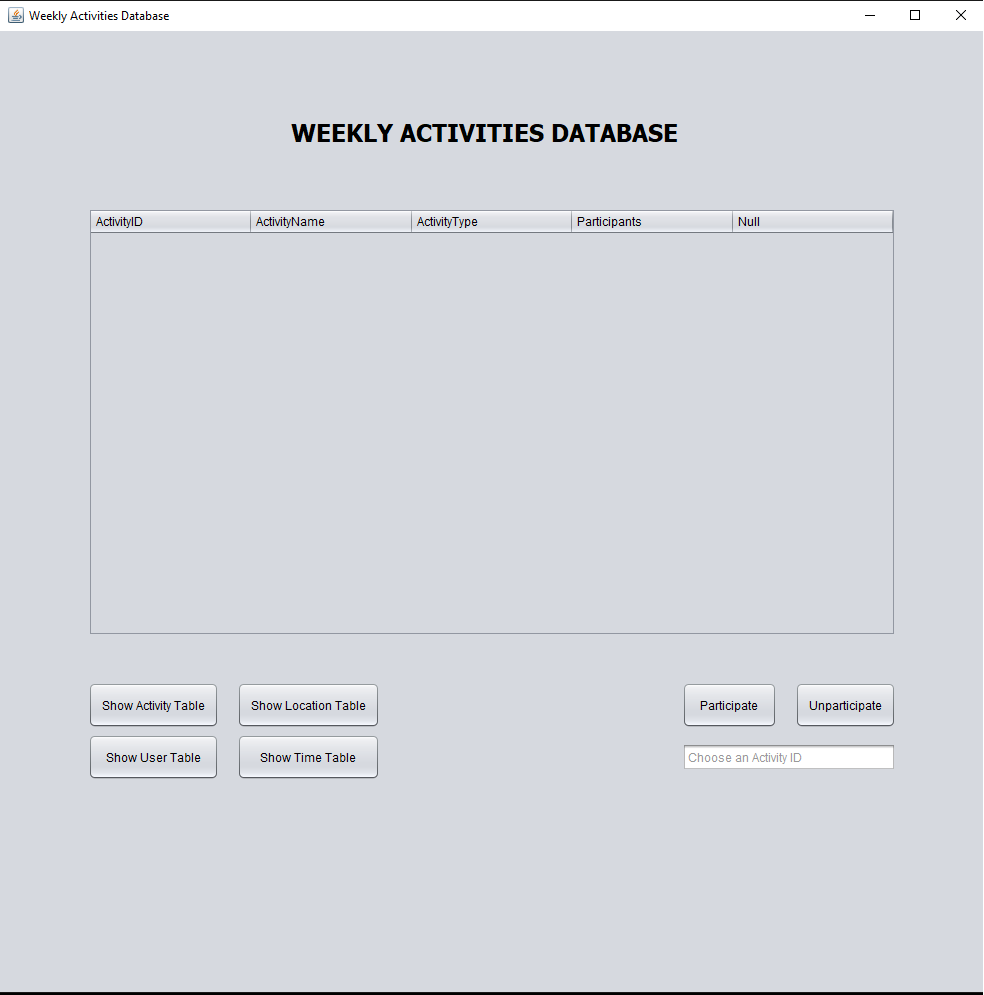 Weekly Activities Database
WEEKLY ACTIVITIES DATABASE
ActivityID ActivityName ActivityType Participants Null
Show Activity Table Show Location Table Participate Unparticipate
Show User Table Show Time Table Choose an Activity ID